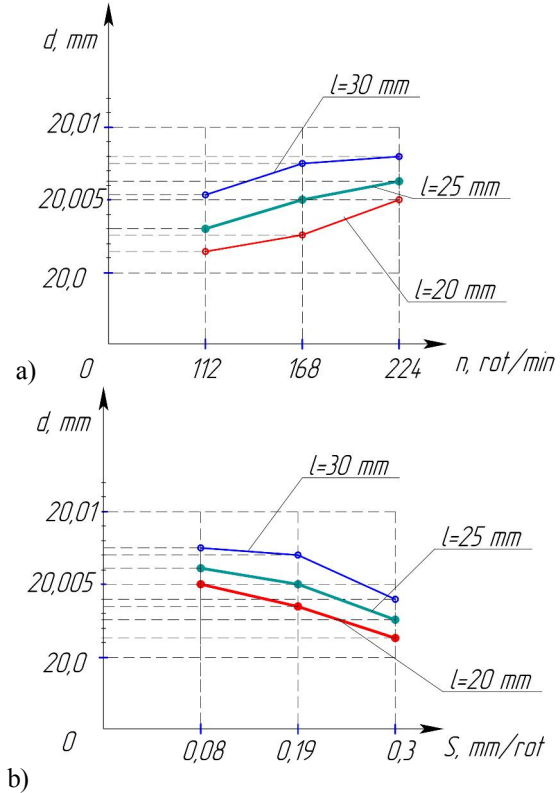 d, mm
l=30 mm
20,01
l=25 mm
20,005
l=20 mm
20,0
0
112
168
224
n, rot/min
a)
d, mm
l=30 mm
20,01
l=25 mm
20,005
l=20 mm
20,0
0
0,08
0,19
0,3
S, mm/rot
b)